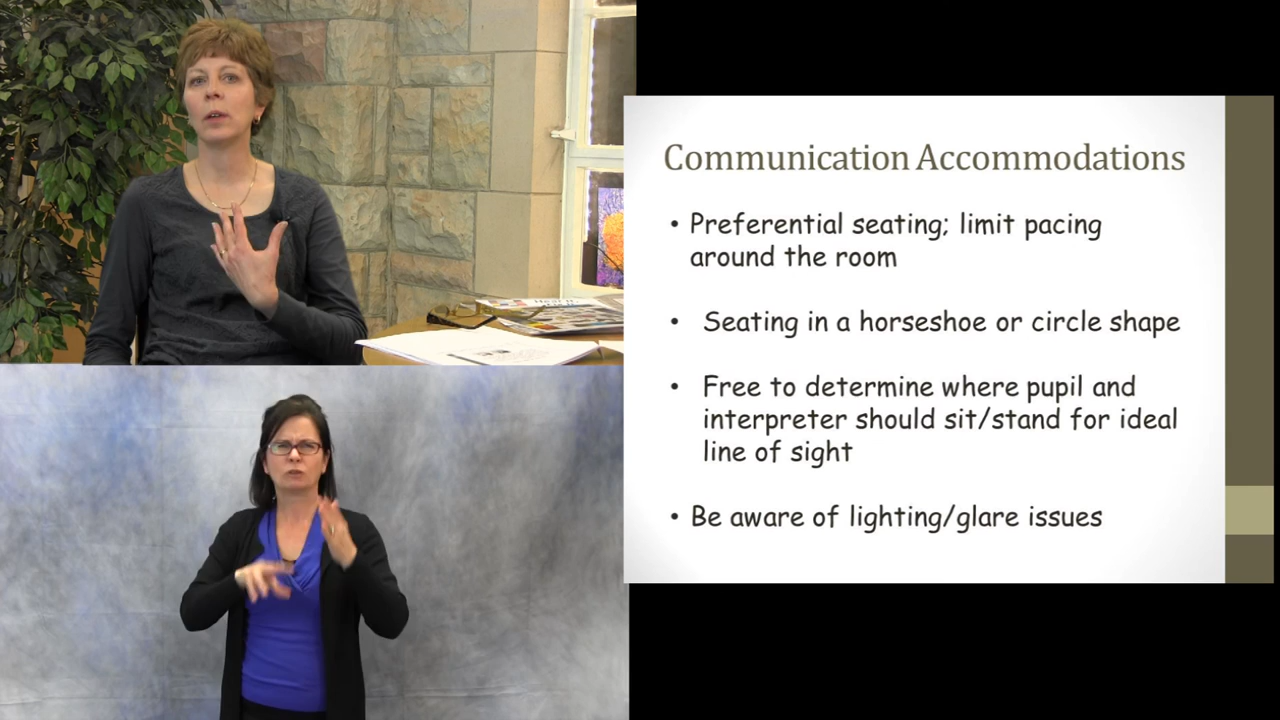 Communication Accommodations
• Preferential seating; limit pacing
around the room
• Seating in a horseshoe or circle shape
• Free to determine where pupil and
interpreter should sit/stand for ideal
line of sight
• Be aware of lighting/glare issues